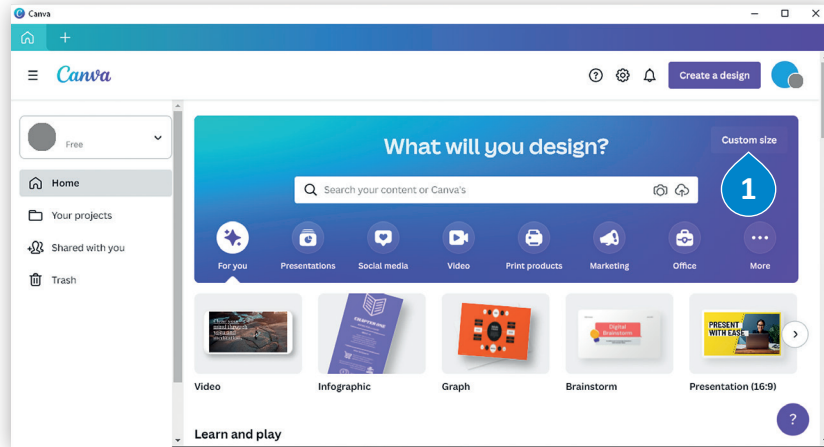 Canva
Canva
Create a design
Free
Home
Your projects
Shared with you
Trash
What will you design?
Custom size
1
Search your content or Canva's
For you
Presentations
Social media
Video
Print products
Marketing
Office
More
PRESENT
WITH EASE
Digital
Brainstorm
Video
Infographic
Graph
Brainstorm
Presentation (16:9)
?
Learn and play